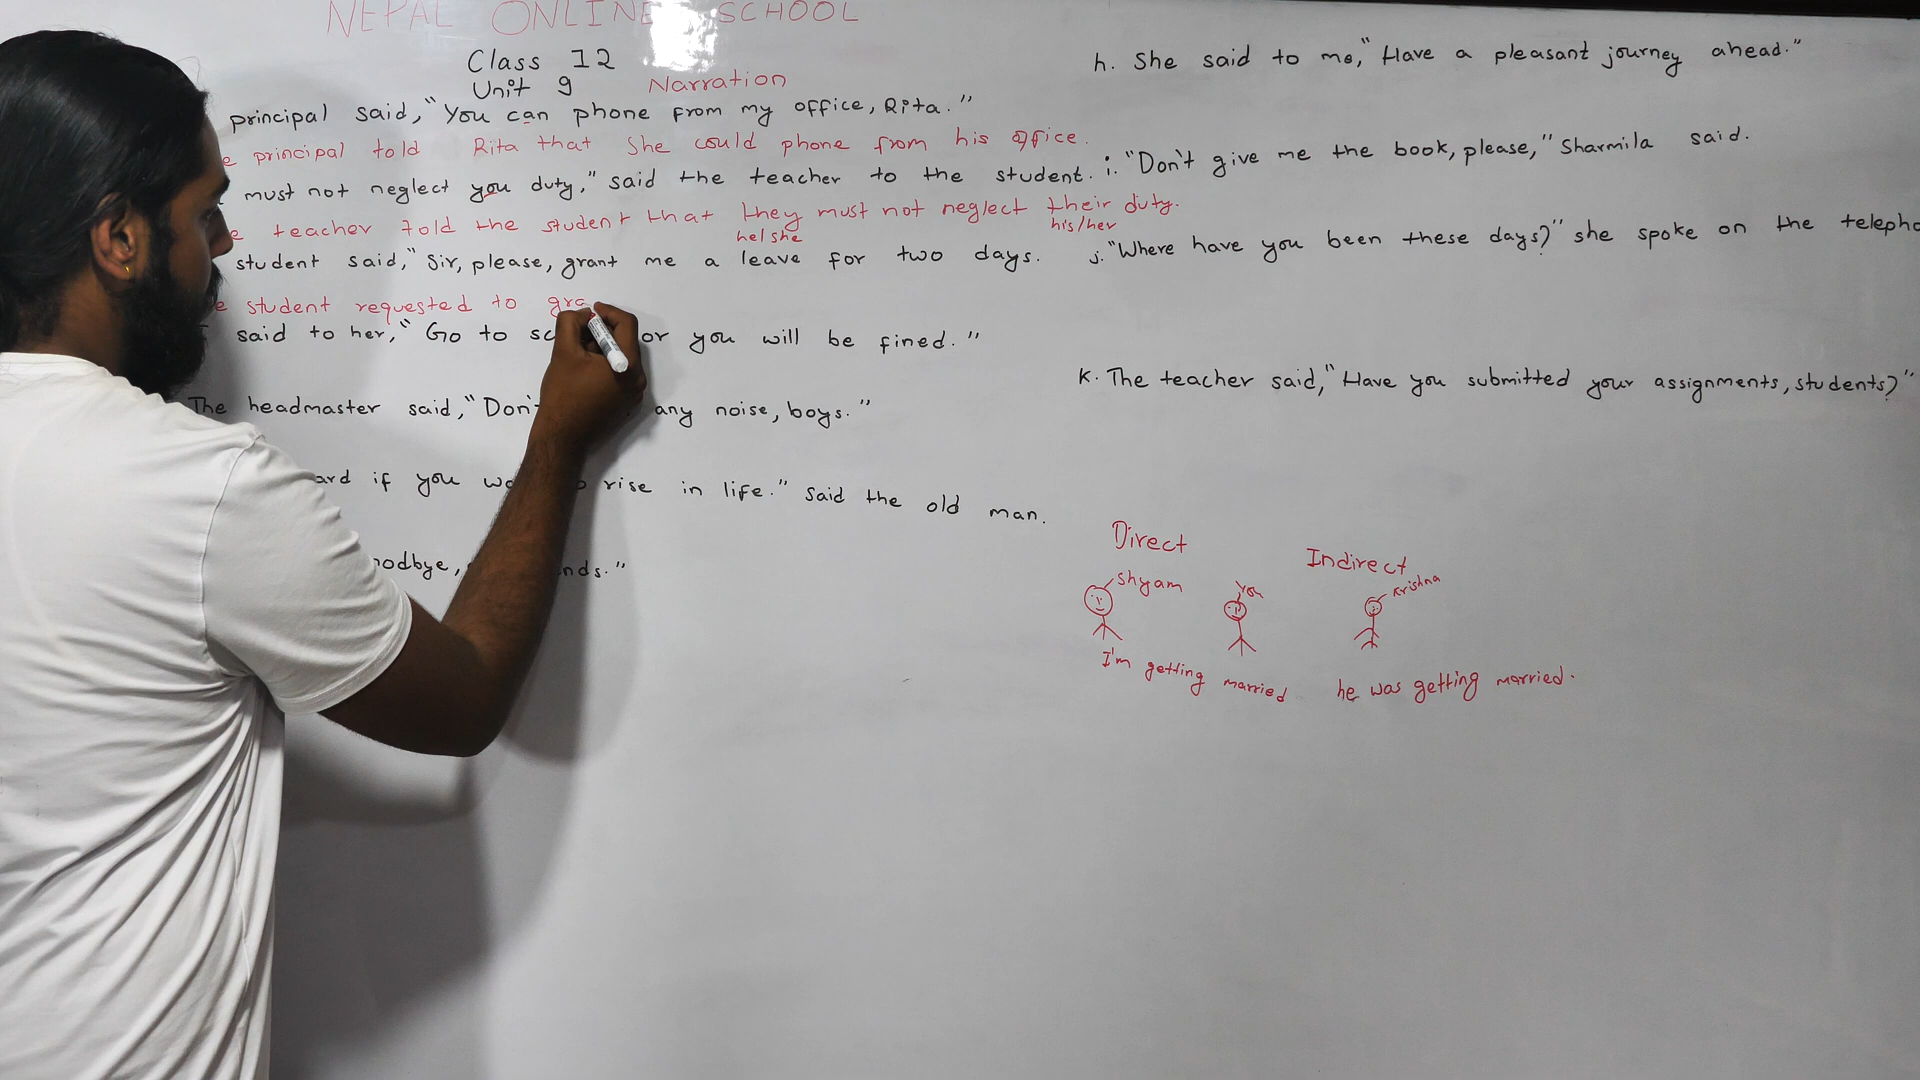 NEPAL ONLINE SCHOOL
Class 12
Unit 9 Narration
principal said, "You can phone from my office, Rita."
e principal told Rita that She could phone from his office.
must not neglect you duty," said the teacher to the student.
e teacher told the student that they must not neglect their duty.
he/she his/her
student said, "Sir, please, grant me a leave for two days.
e student requested to gra
I said to her, "Go to sc or you will be fined."
The headmaster said, "Don't any noise, boys."
ard if you wa rise in life." said the old man.
oodbye, nds."
h. She said to me, "Have a pleasant journey ahead."
i. "Don't give me the book, please," Sharmila said.
j. "Where have you been these days?" she spoke on the telepho
K. The teacher said, "Have you submitted your assignments, students?"
Direct Indirect
Shyam You Krishna
I'm getting married he was getting married.